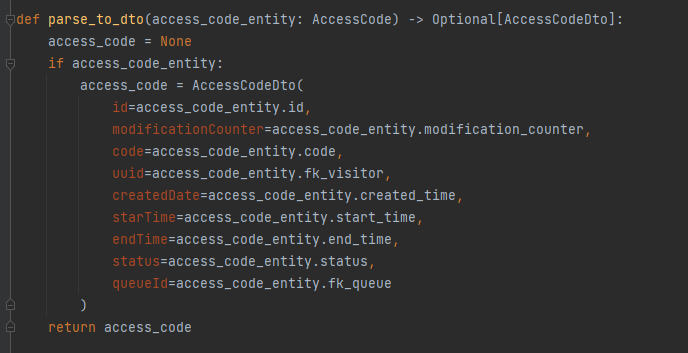 def parse_to_dto(access_code_entity: AccessCode) -> Optional[AccessCodeDto]:
    access_code = None
    if access_code_entity:
        access_code = AccessCodeDto(
            id=access_code_entity.id,
            modificationCounter=access_code_entity.modification_counter,
            code=access_code_entity.code,
            uuid=access_code_entity.fk_visitor,
            createdDate=access_code_entity.created_time,
            starTime=access_code_entity.start_time,
            endTime=access_code_entity.end_time,
            status=access_code_entity.status,
            queueId=access_code_entity.fk_queue
        )
    return access_code